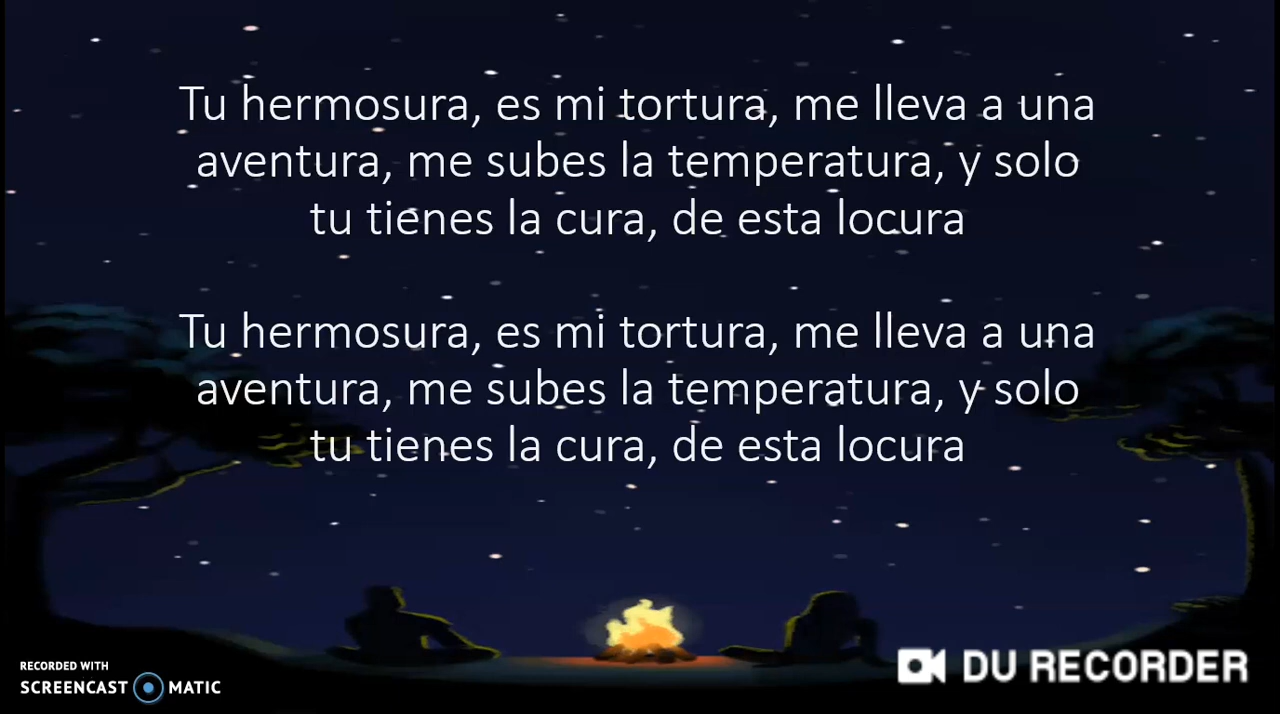 Tu hermosura, es mi tortura, me lleva a una
aventura, me subes la temperatura, y solo
tu tienes la cura, de esta locura
Tu hermosura, es mi tortura, me lleva a una
aventura, me subes la temperatura, y solo
tu tienes la cura, de esta locura
RECORDED WITH
SCREENCAST MATIC
DU RECORDER